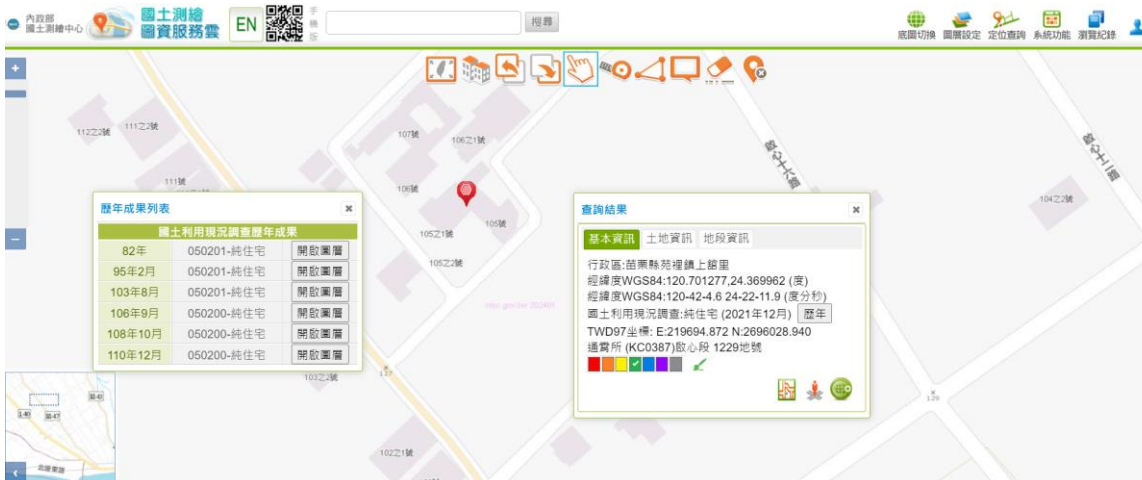 內政部
國土測繪中心
國土測繪
圖資服務雲
EN
手機版
搜尋
底圖切換
圖層設定
定位查詢
系統功能
瀏覽紀錄
112之2號
111之2號
111號
107號
106之1號
106號
105號
105之1號
105之2號
103之2號
102之1號
104之2號
歷年成果列表
國土利用現況調查歷年成果
82年 050201-純住宅 開啟圖層
95年2月 050201-純住宅 開啟圖層
103年8月 050201-純住宅 開啟圖層
106年9月 050200-純住宅 開啟圖層
108年10月 050200-純住宅 開啟圖層
110年12月 050200-純住宅 開啟圖層
查詢結果
基本資訊 土地資訊 地段資訊
行政區:苗栗縣苑裡鎮上館里
經緯度WGS84:120.701277,24.369962 (度)
經緯度WGS84:120-42-4.6 24-22-11.9 (度分秒)
國土利用現況調查:純住宅 (2021年12月) 歷年
TWD97坐標: E:219694.872 N:2696028.940
通霄所 (KC0387)啟心段 1229地號